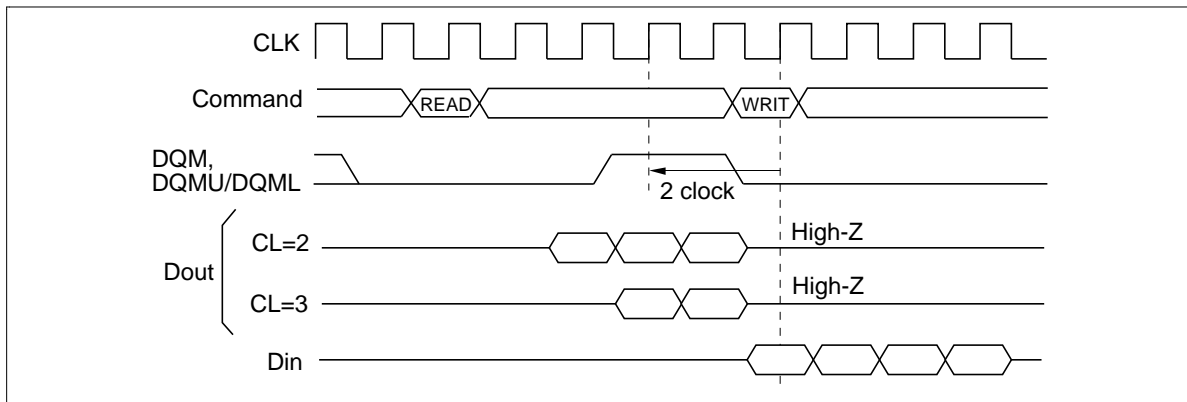 CLK
Command
READ
WRIT
DQM,
DQMU/DQML
2 clock
Dout
CL=2
High-Z
CL=3
High-Z
Din